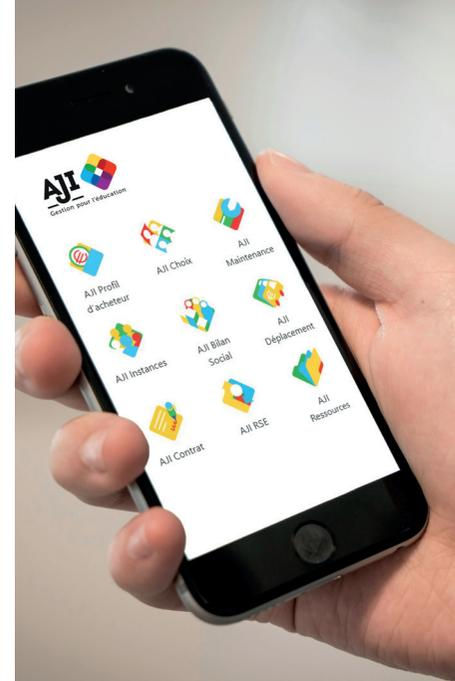 AJI
Gestion pour l'éducation
AJI Profil
d'acheteur
AJI Choix
AJI
Maintenance
AJI Instances
AJI Bilan
Social
AJI
Déplacement
AJI Contrat
AJI RSE
AJI
Ressources